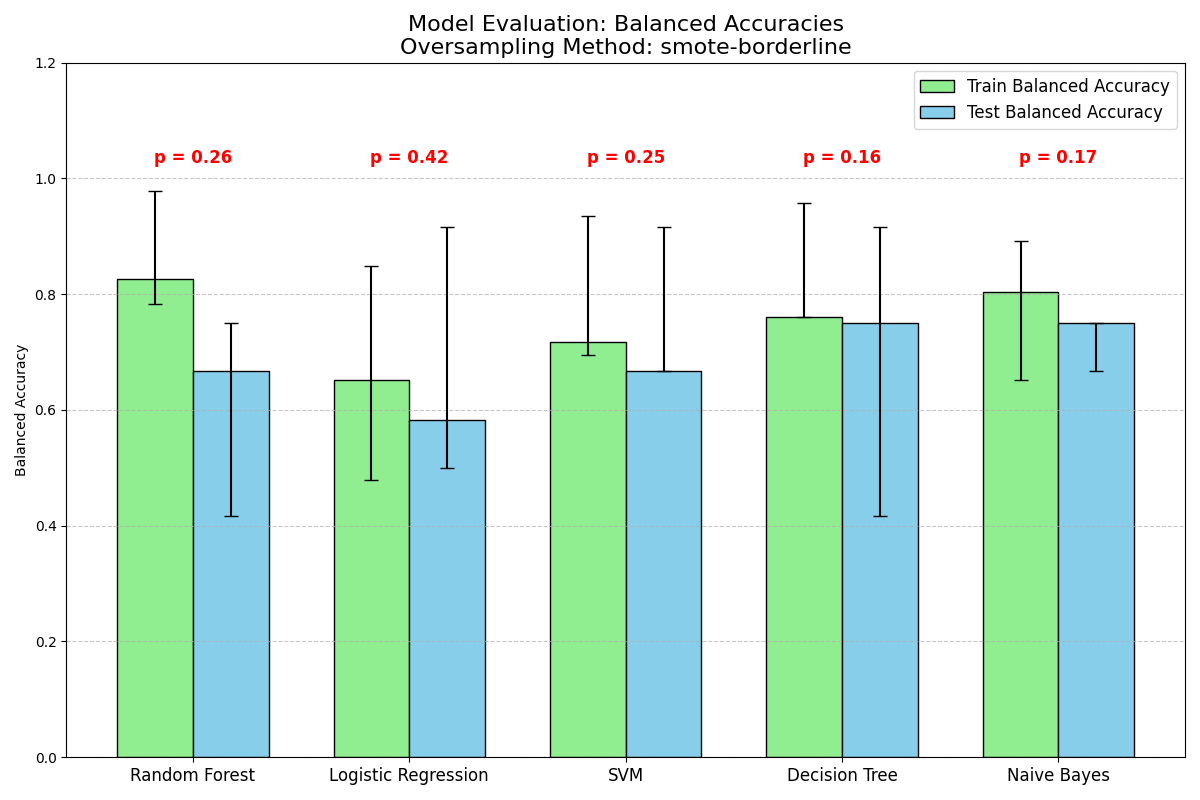 Model Evaluation: Balanced Accuracies
Oversampling Method: smote-borderline
Train Balanced Accuracy
Test Balanced Accuracy
p = 0.26
p = 0.42
p = 0.25
p = 0.16
p = 0.17
Balanced Accuracy
1.2
1.0
0.8
0.6
0.4
0.2
0.0
Random Forest
Logistic Regression
SVM
Decision Tree
Naive Bayes